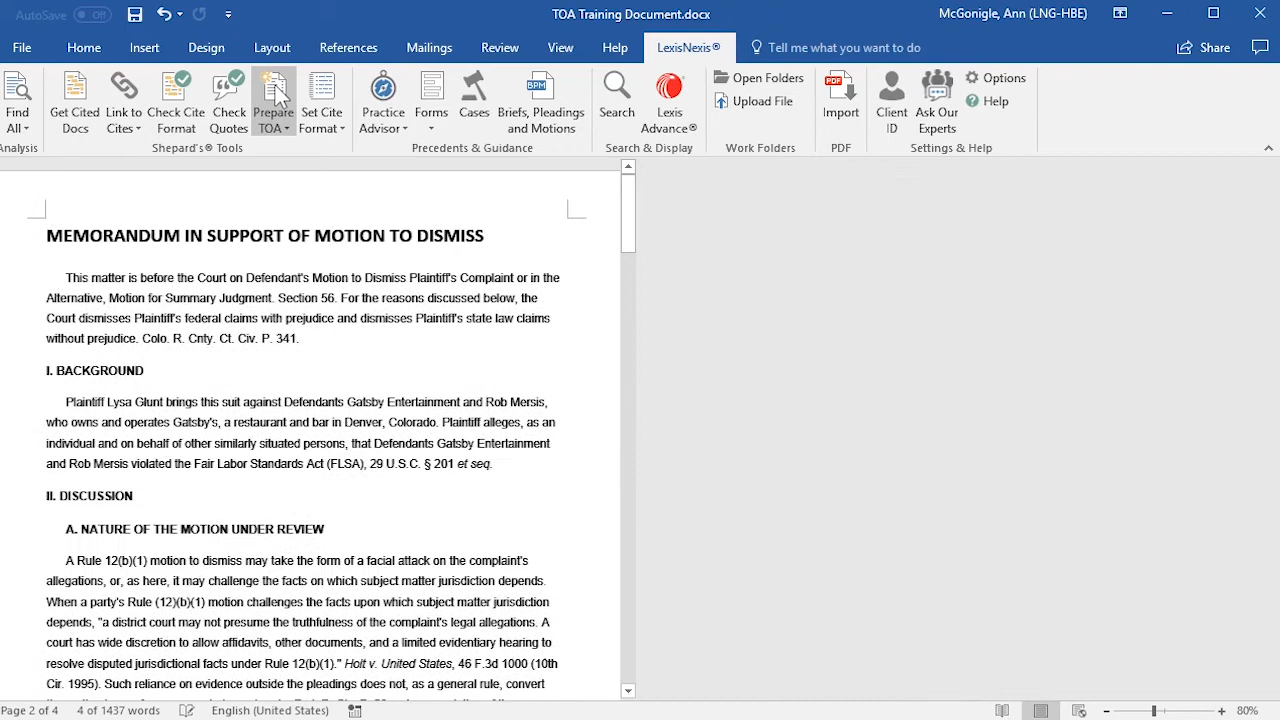 AutoSave Off TOA Training Document.docx McGonigle, Ann (LNG-HBE)
File Home Insert Design Layout References Mailings Review View Help LexisNexis® Tell me what you want to do Share
Find All Get Cited Docs Link to Cites Check Cite Format Check Quotes Prepare TOA Set Cite Format Practice Advisor Forms Cases Briefs, Pleadings and Motions Search Lexis Advance® Open Folders Upload File Import Client ID Ask Our Experts Options Help
BPM PDF
Analysis Shepard's® Tools Precedents & Guidance Search & Display Work Folders PDF Settings & Help
MEMORANDUM IN SUPPORT OF MOTION TO DISMISS
This matter is before the Court on Defendant's Motion to Dismiss Plaintiff's Complaint or in the
Alternative, Motion for Summary Judgment. Section 56. For the reasons discussed below, the
Court dismisses Plaintiff's federal claims with prejudice and dismisses Plaintiff's state law claims
without prejudice. Colo. R. Cnty. Ct. Civ. P. 341.
I. BACKGROUND
Plaintiff Lysa Glunt brings this suit against Defendants Gatsby Entertainment and Rob Mersis,
who owns and operates Gatsby's, a restaurant and bar in Denver, Colorado. Plaintiff alleges, as an
individual and on behalf of other similarly situated persons, that Defendants Gatsby Entertainment
and Rob Mersis violated the Fair Labor Standards Act (FLSA), 29 U.S.C. § 201 et seq.
II. DISCUSSION
A. NATURE OF THE MOTION UNDER REVIEW
A Rule 12(b)(1) motion to dismiss may take the form of a facial attack on the complaint's
allegations, or, as here, it may challenge the facts on which subject matter jurisdiction depends.
When a party's Rule (12)(b)(1) motion challenges the facts upon which subject matter jurisdiction
depends, "a district court may not presume the truthfulness of the complaint's legal allegations. A
court has wide discretion to allow affidavits, other documents, and a limited evidentiary hearing to
resolve disputed jurisdictional facts under Rule 12(b)(1)." Holt v. United States, 46 F.3d 1000 (10th
Cir. 1995). Such reliance on evidence outside the pleadings does not, as a general rule, convert
Page 2 of 4 4 of 1437 words English (United States) 80%